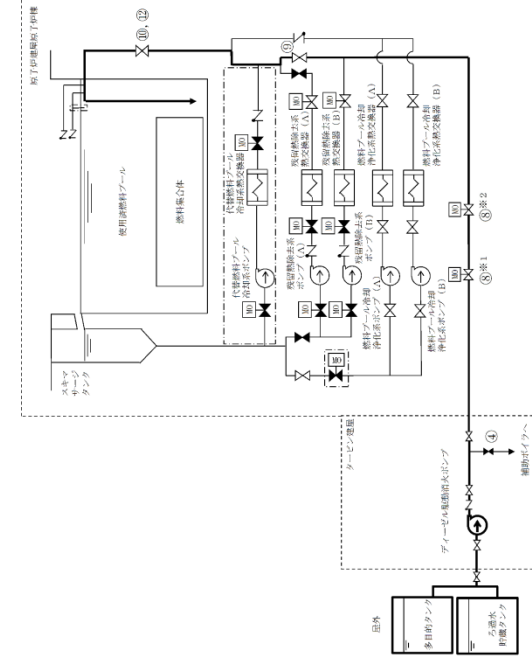 原子炉建屋原子炉棟
⑩，⑫
使用済燃料プール
燃料集合体
スキマ
サージ
タンク
代替燃料プール
冷却系熱交換器
代替燃料プール
冷却系ポンプ
MO
MO
⑨
MO
残留熱除去系
熱交換器（A）
MO
残留熱除去系
熱交換器（B）
燃料プール冷却
浄化系熱交換器（A）
燃料プール冷却
浄化系熱交換器（B）
MO
残留熱除去系
ポンプ（A）
MO
残留熱除去系
ポンプ（B）
MO
MO
燃料プール冷却
浄化系ポンプ（A）
燃料プール冷却
浄化系ポンプ（B）
MO
MO
⑧※2
MO
⑧※1
タービン建屋
④
補助ボイラへ
ディーゼル駆動消火ポンプ
屋外
多目的タンク
ろ過水
貯蔵タンク